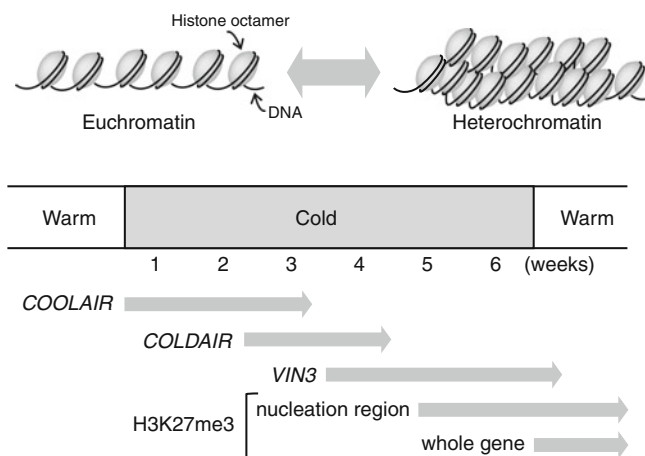 Histone octamer
DNA
Euchromatin
Heterochromatin
Warm Cold Warm
1 2 3 4 5 6 (weeks)
COOLAIR
COLDAIR
VIN3
nucleation region
H3K27me3
whole gene